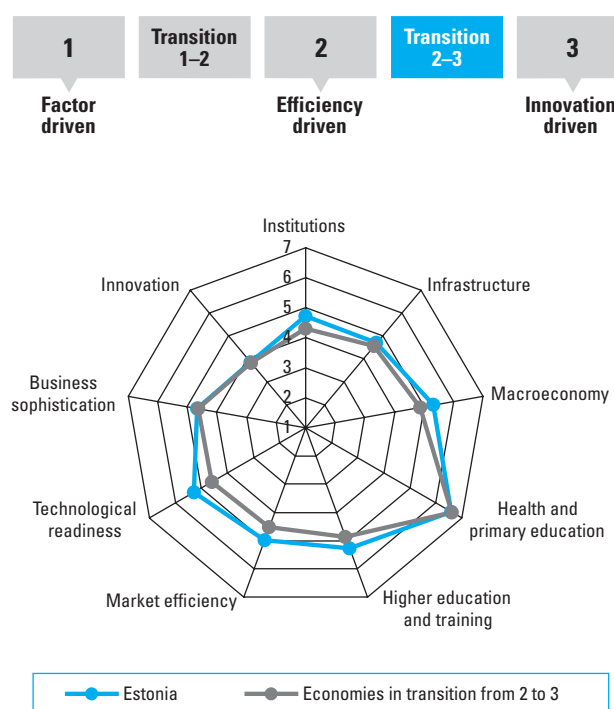 1
Transition
1–2
2
Transition
2–3
3
Factor
driven
Efficiency
driven
Innovation
driven
Institutions
7
6
5
4
3
2
1
Infrastructure
Macroeconomy
Health and
primary education
Higher education
and training
Market efficiency
Technological
readiness
Business
sophistication
Innovation
Estonia
Economies in transition from 2 to 3